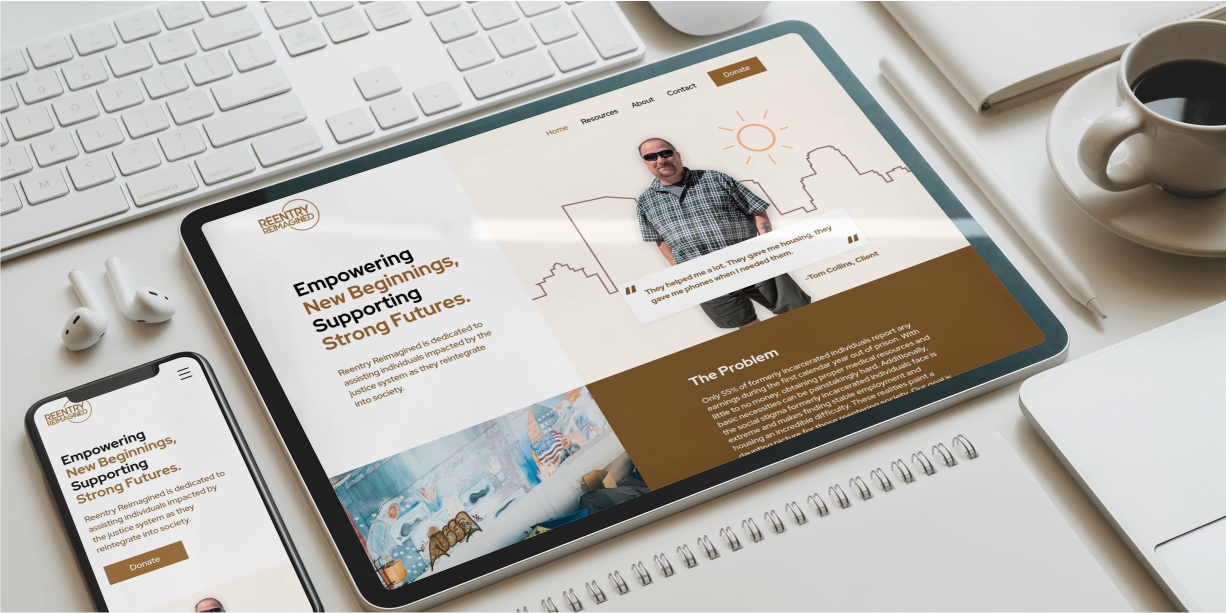 command
option
control
return
Home
Resources
About
Contact
Donate
REENTRY
REIMAGINED
Empowering
New Beginnings,
Supporting
Strong Futures.
Reentry Reimagined is dedicated to
assisting individuals impacted by the
justice system as they reintegrate
into society.
" They helped me a lot. They gave me housing, they "
gave me phones when I needed them.
-Tom Collins, Client
The Problem
Only 55% of formerly incarcerated individuals report any
earnings during the first calendar year out of prison. With
little to no money, obtaining proper medical resources and
basic necessities can be painstakingly hard. Additionally,
the social stigma formerly incarcerated individuals face is
extreme and makes finding stable employment and
housing an incredible difficulty. These realities paint a
daunting picture for those reentering society. Our goal is
REENTRY
REIMAGINED
Empowering
New Beginnings,
Supporting
Strong Futures.
Reentry Reimagined is dedicated to
assisting individuals impacted by
the justice system as they
reintegrate into society.
Donate